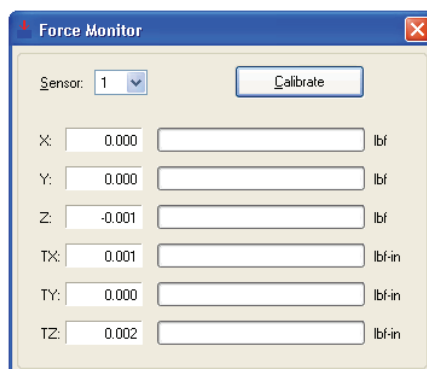 Force Monitor
Sensor: 1 Calibrate
X: 0.000 lbf
Y: 0.000 lbf
Z: -0.001 lbf
TX: 0.001 lbf-in
TY: 0.000 lbf-in
TZ: 0.002 lbf-in